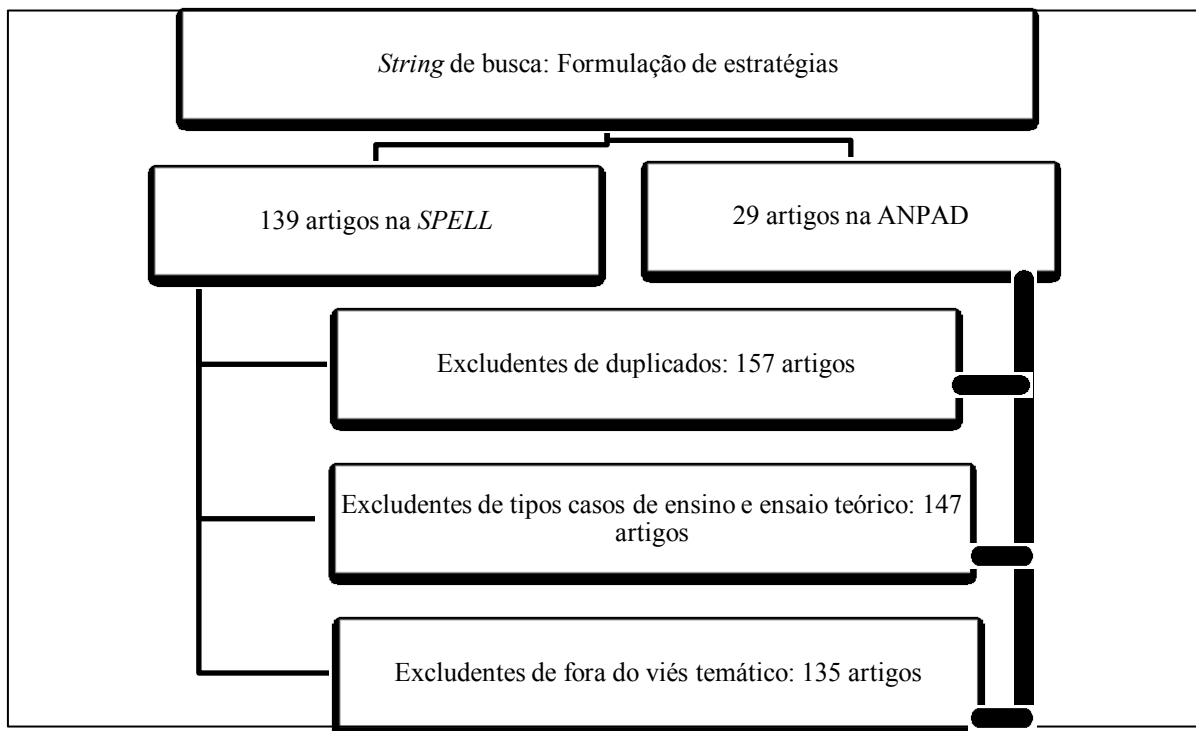 String de busca: Formulação de estratégias
139 artigos na SPELL
29 artigos na ANPAD
Excludentes de duplicados: 157 artigos
Excludentes de tipos casos de ensino e ensaio teórico: 147
artigos
Excludentes de fora do viés temático: 135 artigos